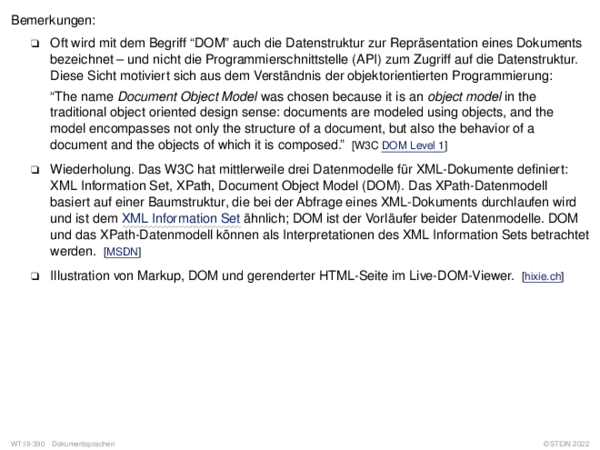 Bemerkungen:
❑ Oft wird mit dem Begriff “DOM” auch die Datenstruktur zur Repräsentation eines Dokuments
bezeichnet – und nicht die Programmierschnittstelle (API) zum Zugriff auf die Datenstruktur.
Diese Sicht motiviert sich aus dem Verständnis der objektorientierten Programmierung:
“The name Document Object Model was chosen because it is an object model in the
traditional object oriented design sense: documents are modeled using objects, and the
model encompasses not only the structure of a document, but also the behavior of a
document and the objects of which it is composed.” [W3C DOM Level 1]
❑ Wiederholung. Das W3C hat mittlerweile drei Datenmodelle für XML-Dokumente definiert:
XML Information Set, XPath, Document Object Model (DOM). Das XPath-Datenmodell
basiert auf einer Baumstruktur, die bei der Abfrage eines XML-Dokuments durchlaufen wird
und ist dem XML Information Set ähnlich; DOM ist der Vorläufer beider Datenmodelle. DOM
und das XPath-Datenmodell können als Interpretationen des XML Information Sets betrachtet
werden. [MSDN]
❑ Illustration von Markup, DOM und gerenderter HTML-Seite im Live-DOM-Viewer. [hixie.ch]
WT:III-390 Dokumentsprachen ©STEIN 2022